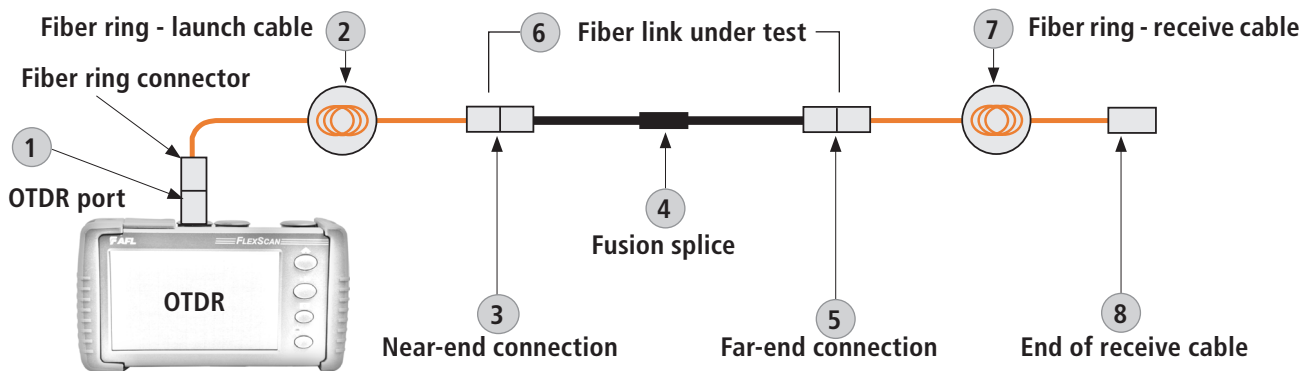 Fiber ring - launch cable
2
6
Fiber link under test
7
Fiber ring - receive cable
Fiber ring connector
1
OTDR port
4
Fusion splice
AFL
FLEXSCAN
OTDR
3
Near-end connection
5
Far-end connection
8
End of receive cable